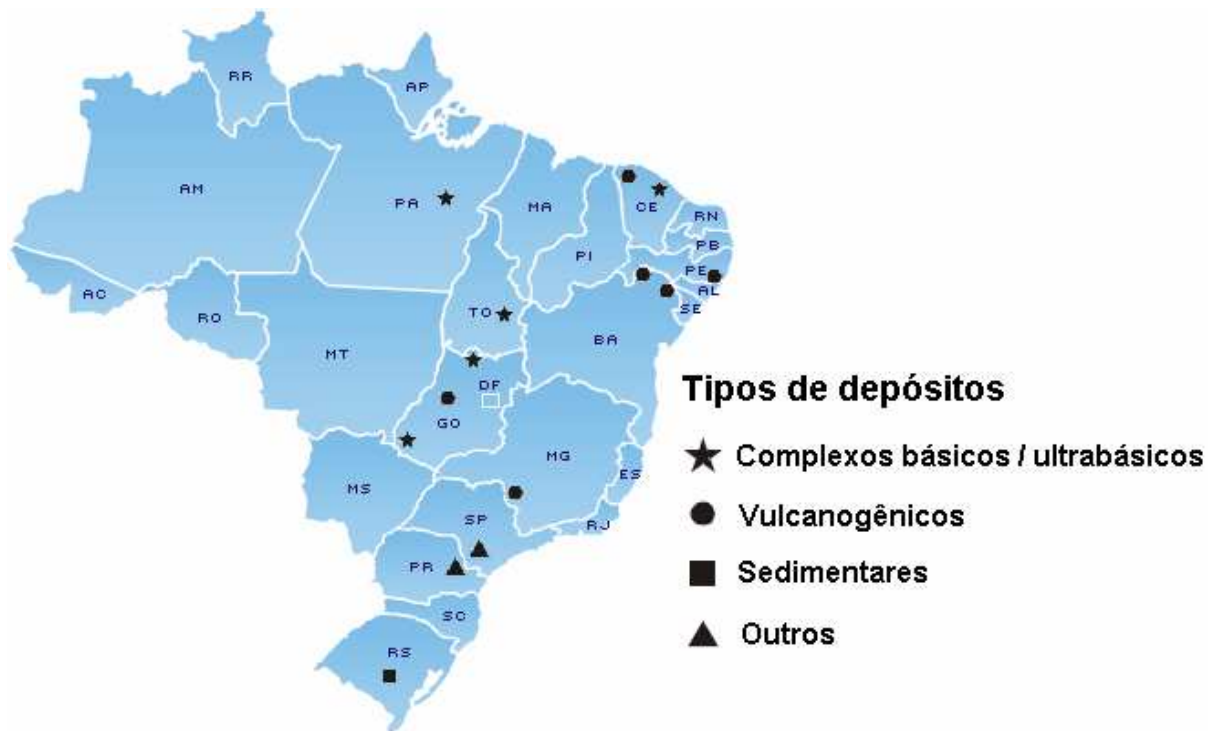 RR
AP
AM
PA
MA
CE
RN
PB
PI
PE
AL
SE
AC
RO
TO
BA
MT
DF
GO
MG
ES
MS
SP
RJ
PR
SC
RS
Tipos de depósitos
Complexos básicos / ultrabásicos
Vulcanogênicos
Sedimentares
Outros